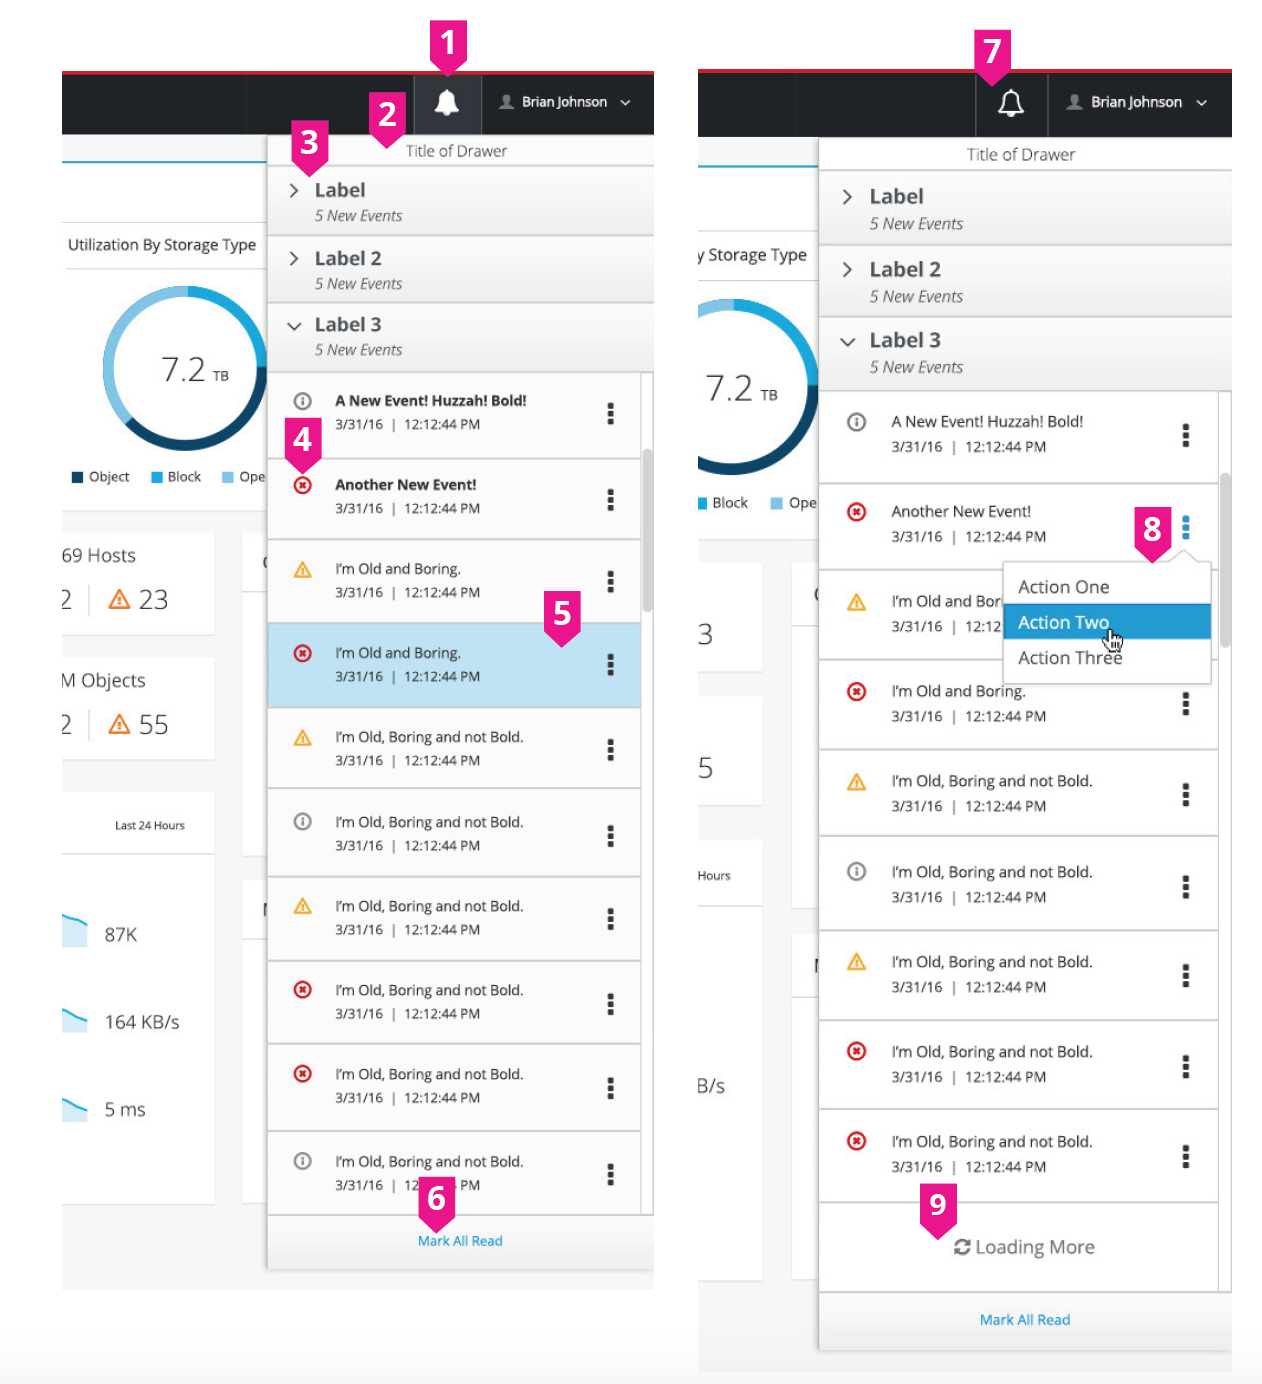 1
2
3
Brian Johnson
Title of Drawer
Label
5 New Events
Label 2
5 New Events
Label 3
5 New Events
Utilization By Storage Type
7.2 TB
Object
Block
Ope
A New Event! Huzzah! Bold!
3/31/16 | 12:12:44 PM
4
Another New Event!
3/31/16 | 12:12:44 PM
I'm Old and Boring.
3/31/16 | 12:12:44 PM
5
I'm Old and Boring.
3/31/16 | 12:12:44 PM
I'm Old, Boring and not Bold.
3/31/16 | 12:12:44 PM
I'm Old, Boring and not Bold.
3/31/16 | 12:12:44 PM
I'm Old, Boring and not Bold.
3/31/16 | 12:12:44 PM
I'm Old, Boring and not Bold.
3/31/16 | 12:12:44 PM
I'm Old, Boring and not Bold.
3/31/16 | 12:12:44 PM
I'm Old, Boring and not Bold.
3/31/16 | 12 PM
6
Mark All Read
69 Hosts
2 23
M Objects
2 55
Last 24 Hours
87K
164 KB/s
5 ms
7
Brian Johnson
Title of Drawer
Label
5 New Events
Label 2
5 New Events
Label 3
5 New Events
y Storage Type
7.2 TB
Block
Ope
3
5
Hours
B/s
A New Event! Huzzah! Bold!
3/31/16 | 12:12:44 PM
Another New Event!
3/31/16 | 12:12:44 PM
8
Action One
Action Two
Action Three
I'm Old and Bori
3/31/16 | 12:12
I'm Old and Boring.
3/31/16 | 12:12:44 PM
I'm Old, Boring and not Bold.
3/31/16 | 12:12:44 PM
I'm Old, Boring and not Bold.
3/31/16 | 12:12:44 PM
I'm Old, Boring and not Bold.
3/31/16 | 12:12:44 PM
I'm Old, Boring and not Bold.
3/31/16 | 12:12:44 PM
I'm Old, Boring and not Bold.
3/31/16 | 12:12:44 PM
9
Loading More
Mark All Read